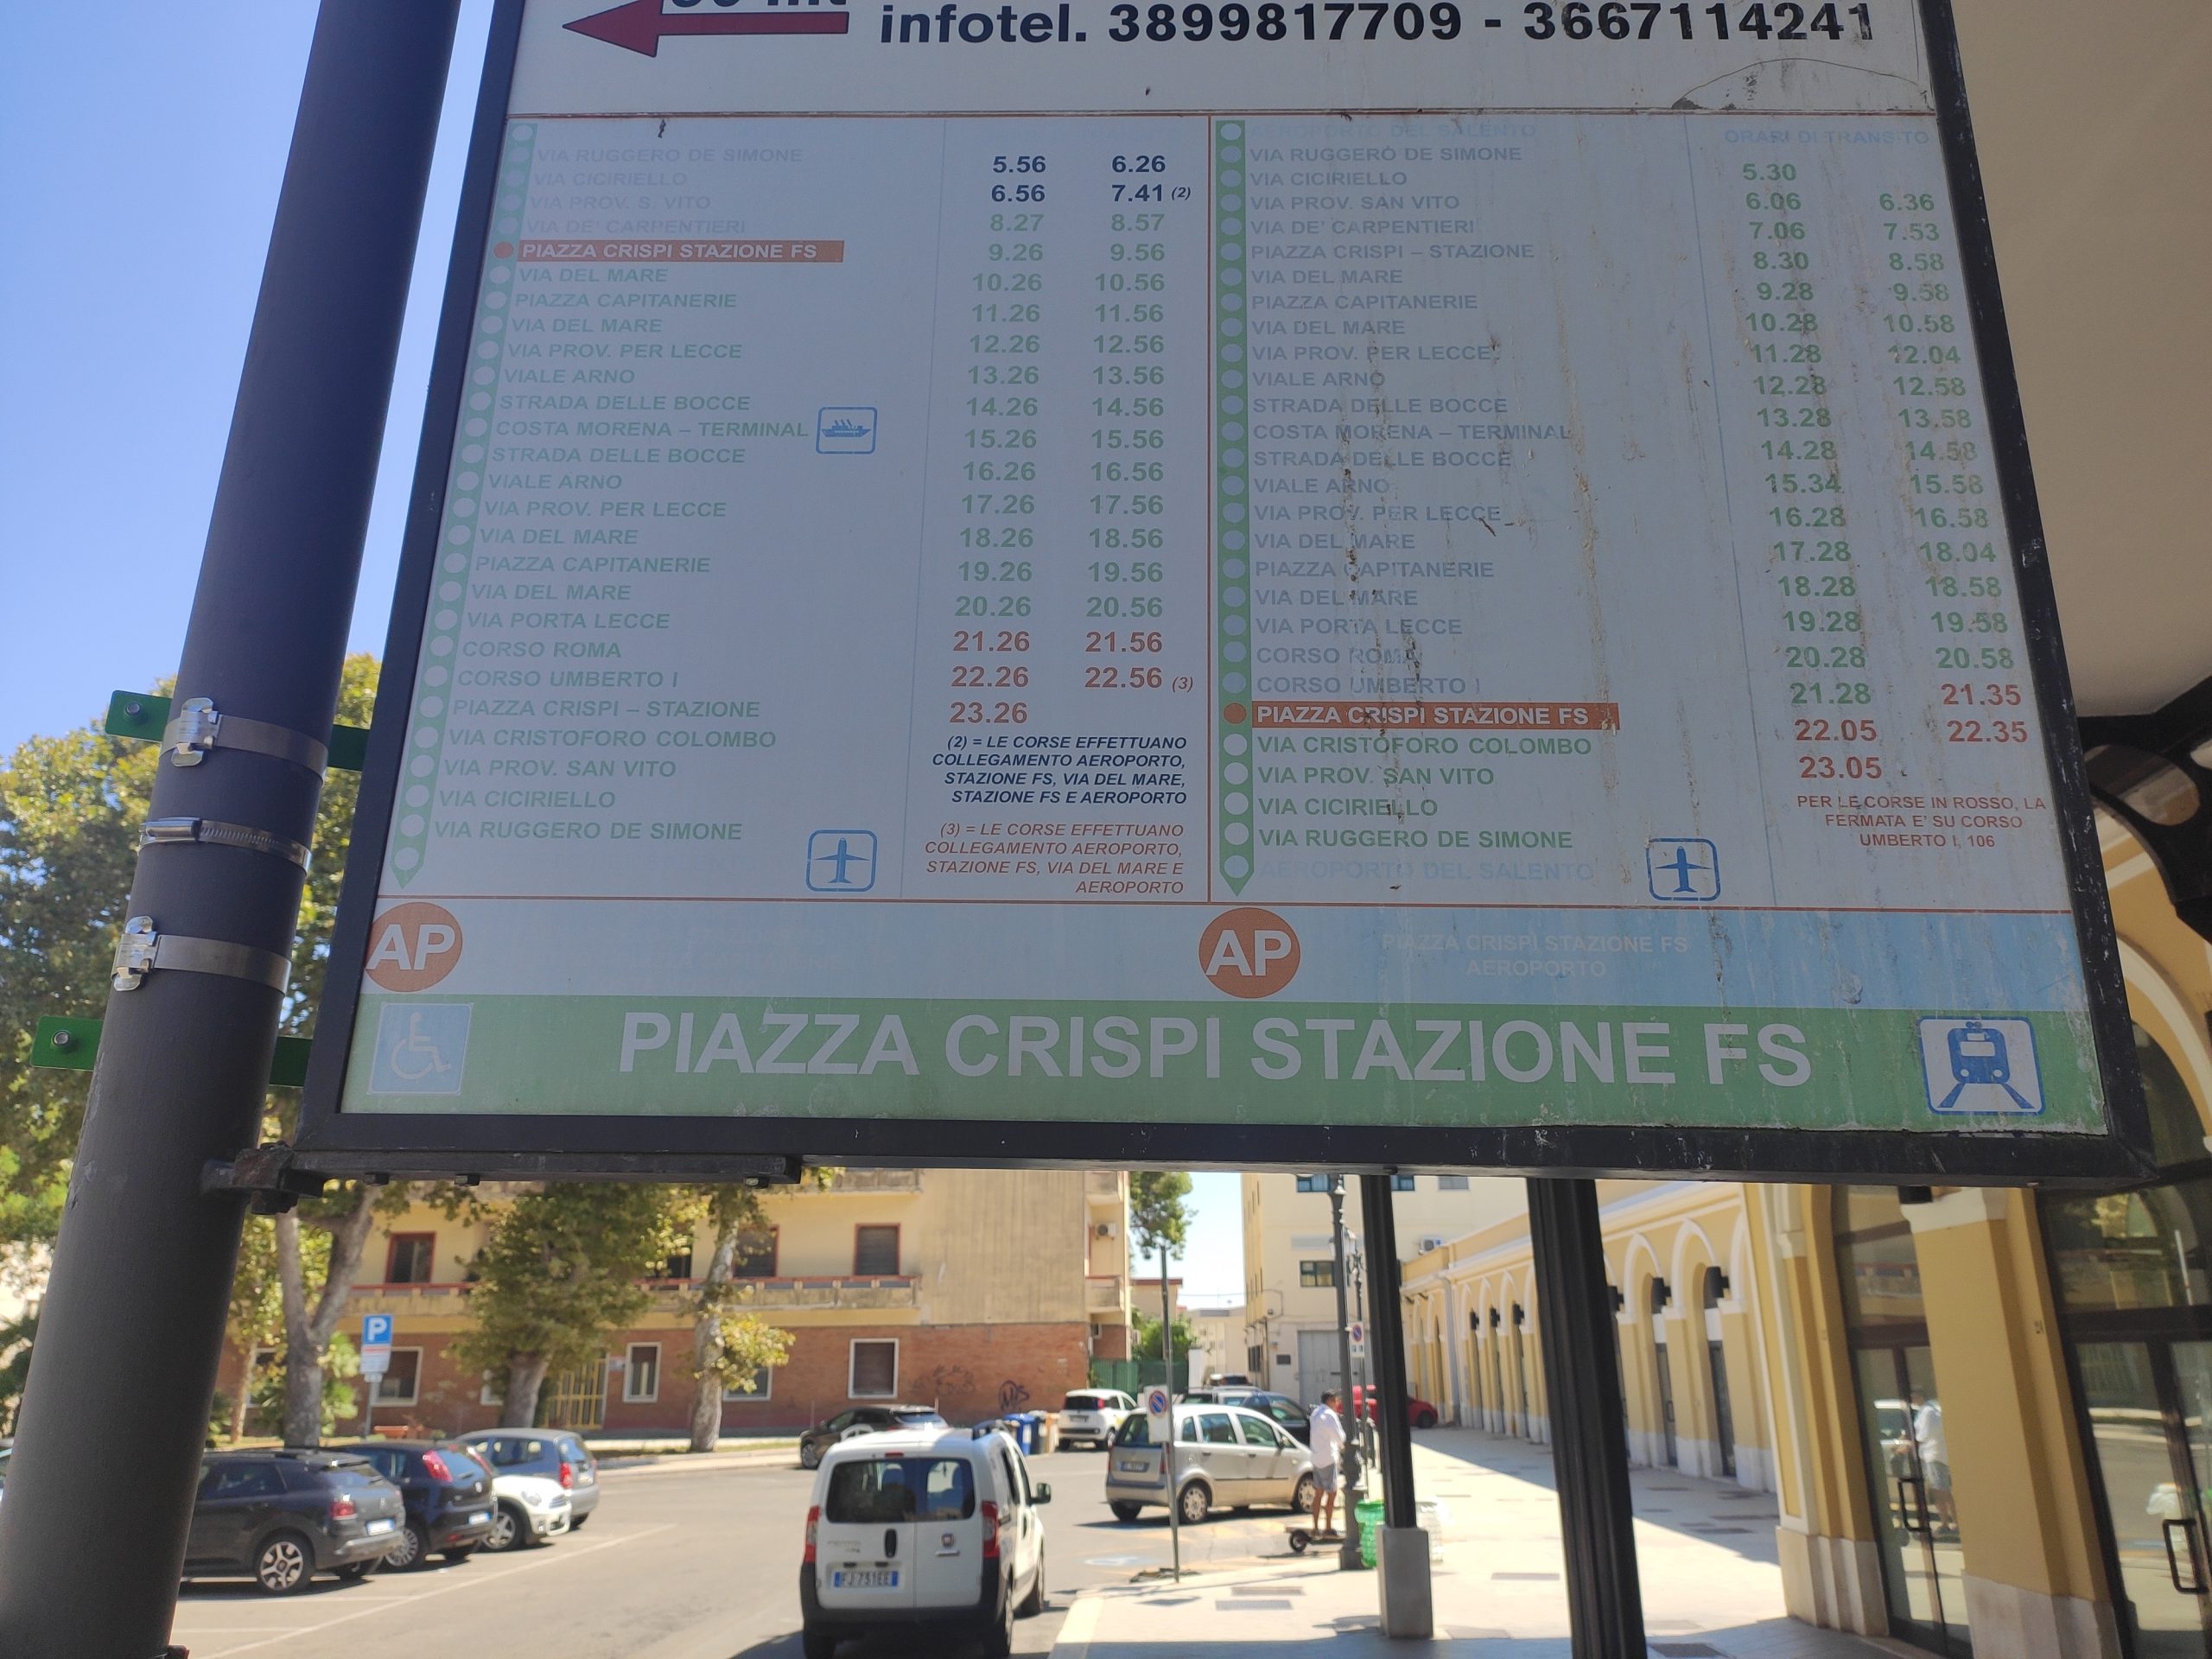 infotel. 3899817709 - 3667114241
VIA RUGGERO DE SIMONE
VIA CICIRIELLO
VIA PROV. S. VITO
VIA DE' CARPENTIERI
PIAZZA CRISPI STAZIONE FS
VIA DEL MARE
PIAZZA CAPITANERIE
VIA DEL MARE
VIA PROV. PER LECCE
VIALE ARNO
STRADA DELLE BOCCE
COSTA MORENA – TERMINAL
STRADA DELLE BOCCE
VIALE ARNO
VIA PROV. PER LECCE
VIA DEL MARE
PIAZZA CAPITANERIE
VIA DEL MARE
VIA PORTA LECCE
CORSO ROMA
CORSO UMBERTO I
PIAZZA CRISPI – STAZIONE
VIA CRISTOFORO COLOMBO
VIA PROV. SAN VITO
VIA CICIRIELLO
VIA RUGGERO DE SIMONE
5.56 6.26
6.56 7.41 (2)
8.27 8.57
9.26 9.56
10.26 10.56
11.26 11.56
12.26 12.56
13.26 13.56
14.26 14.56
15.26 15.56
16.26 16.56
17.26 17.56
18.26 18.56
19.26 19.56
20.26 20.56
21.26 21.56
22.26 22.56 (3)
23.26
(2) = LE CORSE EFFETTUANO
COLLEGAMENTO AEROPORTO,
STAZIONE FS, VIA DEL MARE,
STAZIONE FS E AEROPORTO
(3) = LE CORSE EFFETTUANO
COLLEGAMENTO AEROPORTO,
STAZIONE FS, VIA DEL MARE E
AEROPORTO
AEROPORTO DEL SALENTO
VIA RUGGERO DE SIMONE
VIA CICIRIELLO
VIA PROV. SAN VITO
VIA DE' CARPENTIERI
PIAZZA CRISPI – STAZIONE
VIA DEL MARE
PIAZZA CAPITANERIE
VIA DEL MARE
VIA PROV. PER LECCE
VIALE ARNO
STRADA DELLE BOCCE
COSTA MORENA – TERMINAL
STRADA DELLE BOCCE
VIALE ARNO
VIA PROV. PER LECCE
VIA DEL MARE
PIAZZA CAPITANERIE
VIA DEL MARE
VIA PORTA LECCE
CORSO ROMA
CORSO UMBERTO I
PIAZZA CRISPI STAZIONE FS
VIA CRISTOFORO COLOMBO
VIA PROV. SAN VITO
VIA CICIRIELLO
VIA RUGGERO DE SIMONE
AEROPORTO DEL SALENTO
ORARI DI TRANSITO
5.30
6.06 6.36
7.06 7.53
8.30 8.58
9.28 9.58
10.28 10.58
11.28 12.04
12.28 12.58
13.28 13.58
14.28 14.58
15.34 15.58
16.28 16.58
17.28 18.04
18.28 18.58
19.28 19.58
20.28 20.58
21.28 21.35
22.05 22.35
23.05
PER LE CORSE IN ROSSO, LA
FERMATA E' SU CORSO
UMBERTO I, 106
AP
AP
PIAZZA CRISPI STAZIONE FS
AEROPORTO
PIAZZA CRISPI STAZIONE FS
P
FJ 731EE